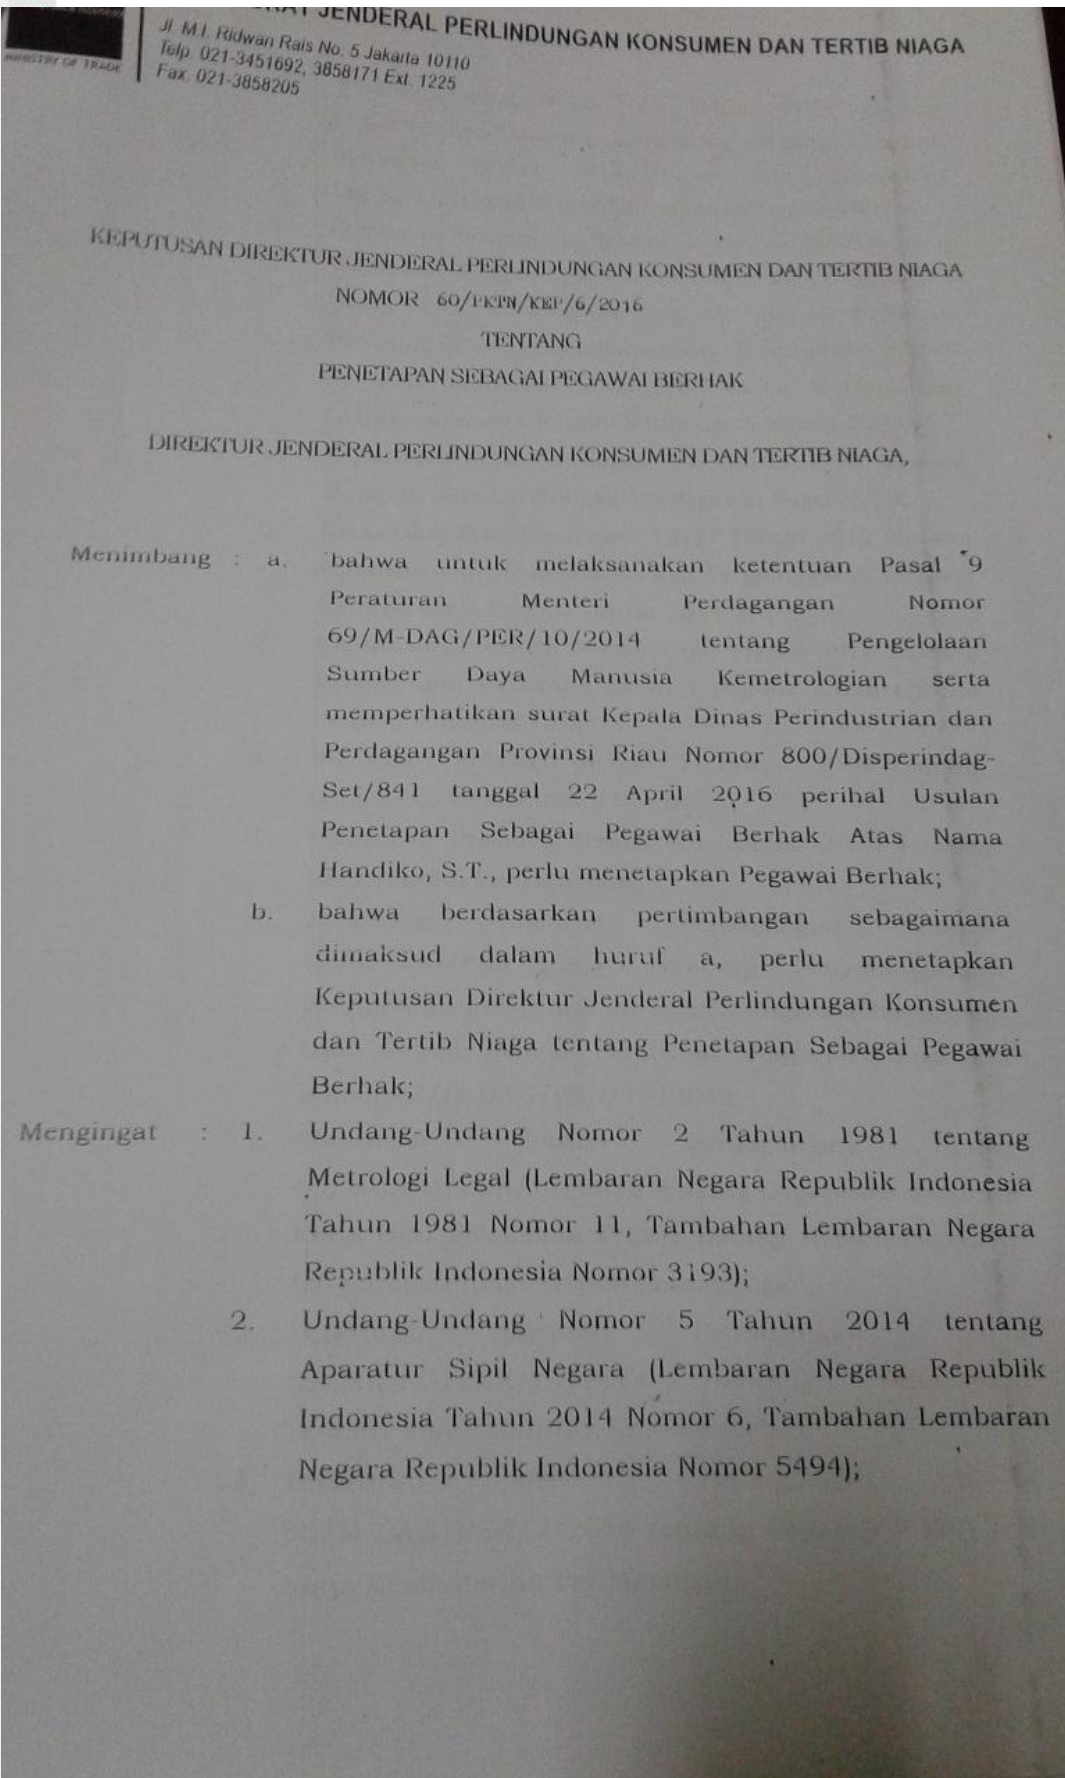 JENDERAL PERLINDUNGAN KONSUMEN DAN TERTIB NIAGA
Jl. M.I. Ridwan Rais No. 5 Jakarta 10110
Telp. 021-3451692, 3858171 Ext. 1225
Fax. 021-3858205
MINISTRY OF TRADE
KEPUTUSAN DIREKTUR JENDERAL PERLINDUNGAN KONSUMEN DAN TERTIB NIAGA
NOMOR 60/PKTN/KEP/6/2016
TENTANG
PENETAPAN SEBAGAI PEGAWAI BERHAK
DIREKTUR JENDERAL PERLINDUNGAN KONSUMEN DAN TERTIB NIAGA,
Menimbang : a. bahwa untuk melaksanakan ketentuan Pasal 9
Peraturan Menteri Perdagangan Nomor
69/M-DAG/PER/10/2014 tentang Pengelolaan
Sumber Daya Manusia Kemetrologian serta
memperhatikan surat Kepala Dinas Perindustrian dan
Perdagangan Provinsi Riau Nomor 800/Disperindag-
Set/841 tanggal 22 April 2016 perihal Usulan
Penetapan Sebagai Pegawai Berhak Atas Nama
Handiko, S.T., perlu menetapkan Pegawai Berhak;
b. bahwa berdasarkan pertimbangan sebagaimana
dimaksud dalam huruf a, perlu menetapkan
Keputusan Direktur Jenderal Perlindungan Konsumen
dan Tertib Niaga tentang Penetapan Sebagai Pegawai
Berhak;
Mengingat : 1. Undang-Undang Nomor 2 Tahun 1981 tentang
Metrologi Legal (Lembaran Negara Republik Indonesia
Tahun 1981 Nomor 11, Tambahan Lembaran Negara
Republik Indonesia Nomor 3193);
2. Undang-Undang Nomor 5 Tahun 2014 tentang
Aparatur Sipil Negara (Lembaran Negara Republik
Indonesia Tahun 2014 Nomor 6, Tambahan Lembaran
Negara Republik Indonesia Nomor 5494);